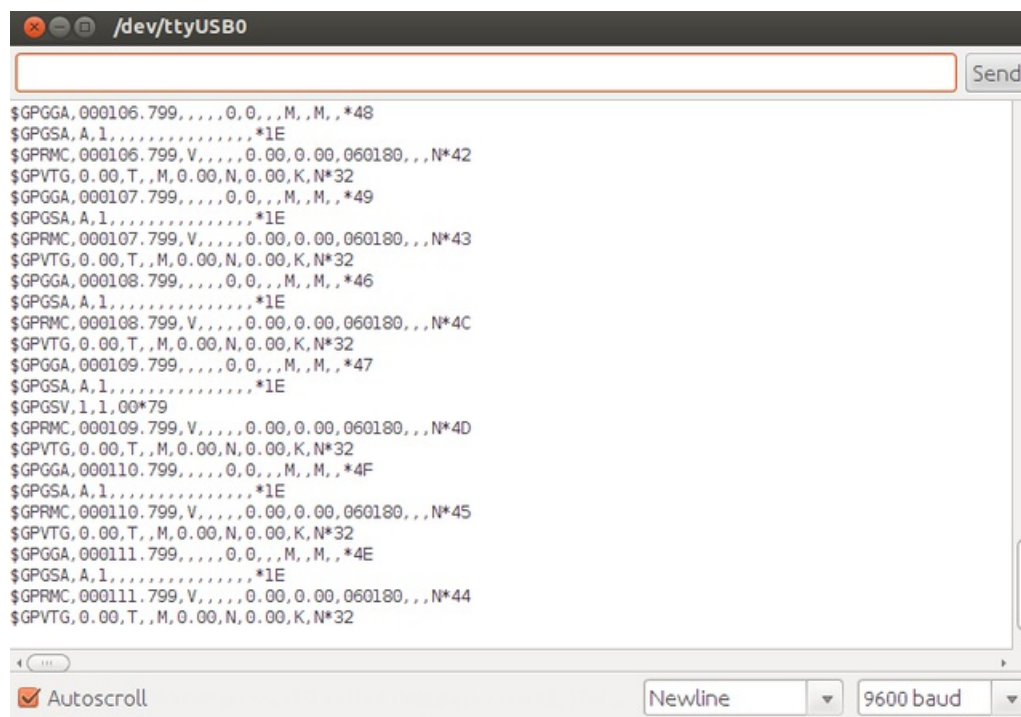 /dev/ttyUSB0
Send
$GPGGA,000106.799,,,,,0,0,,,M,,M,,*48
$GPGSA,A,1,,,,,,,,,,,,,,,*1E
$GPRMC,000106.799,V,,,,,0.00,0.00,060180,,,N*42
$GPVTG,0.00,T,,M,0.00,N,0.00,K,N*32
$GPGGA,000107.799,,,,,0,0,,,M,,M,,*49
$GPGSA,A,1,,,,,,,,,,,,,,,*1E
$GPRMC,000107.799,V,,,,,0.00,0.00,060180,,,N*43
$GPVTG,0.00,T,,M,0.00,N,0.00,K,N*32
$GPGGA,000108.799,,,,,0,0,,,M,,M,,*46
$GPGSA,A,1,,,,,,,,,,,,,,,*1E
$GPRMC,000108.799,V,,,,,0.00,0.00,060180,,,N*4C
$GPVTG,0.00,T,,M,0.00,N,0.00,K,N*32
$GPGGA,000109.799,,,,,0,0,,,M,,M,,*47
$GPGSA,A,1,,,,,,,,,,,,,,,*1E
$GPGSV,1,1,00*79
$GPRMC,000109.799,V,,,,,0.00,0.00,060180,,,N*4D
$GPVTG,0.00,T,,M,0.00,N,0.00,K,N*32
$GPGGA,000110.799,,,,,0,0,,,M,,M,,*4F
$GPGSA,A,1,,,,,,,,,,,,,,,*1E
$GPRMC,000110.799,V,,,,,0.00,0.00,060180,,,N*45
$GPVTG,0.00,T,,M,0.00,N,0.00,K,N*32
$GPGGA,000111.799,,,,,0,0,,,M,,M,,*4E
$GPGSA,A,1,,,,,,,,,,,,,,,*1E
$GPRMC,000111.799,V,,,,,0.00,0.00,060180,,,N*44
$GPVTG,0.00,T,,M,0.00,N,0.00,K,N*32
Autoscroll
Newline
9600 baud